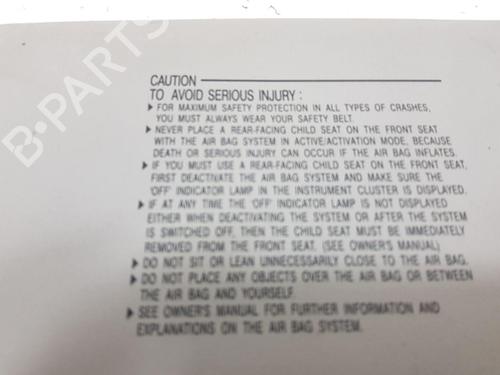 B-PARTS
CAUTION
TO AVOID SERIOUS INJURY :
▶ FOR MAXIMUM SAFETY PROTECTION IN ALL TYPES OF CRASHES,
YOU MUST ALWAYS WEAR YOUR SAFETY BELT.
▶ NEVER PLACE A REAR-FACING CHILD SEAT ON THE FRONT SEAT
WITH THE AIR BAG SYSTEM IN ACTIVE/ACTIVATION MODE, BECAUSE
DEATH OR SERIOUS INJURY CAN OCCUR IF THE AIR BAG INFLATES.
▶ IF YOU MUST USE A REAR-FACING CHILD SEAT ON THE FRONT SEAT,
FIRST DEACTIVATE THE AIR BAG SYSTEM AND MAKE SURE THE
'OFF' INDICATOR LAMP IN THE INSTRUMENT CLUSTER IS DISPLAYED.
▶ IF AT ANY TIME THE 'OFF' INDICATOR LAMP IS NOT DISPLAYED
EITHER WHEN DEACTIVATING THE SYSTEM OR AFTER THE SYSTEM
IS SWITCHED OFF, THEN THE CHILD SEAT MUST BE IMMEDIATELY
REMOVED FROM THE FRONT SEAT. (SEE OWNER'S MANUAL)
▶ DO NOT SIT OR LEAN UNNECESSARILY CLOSE TO THE AIR BAG.
▶ DO NOT PLACE ANY OBJECTS OVER THE AIR BAG OR BETWEEN
THE AIR BAG AND YOURSELF.
▶ SEE OWNER'S MANUAL FOR FURTHER INFORMATION AND
EXPLANATIONS ON THE AIR BAG SYSTEM.